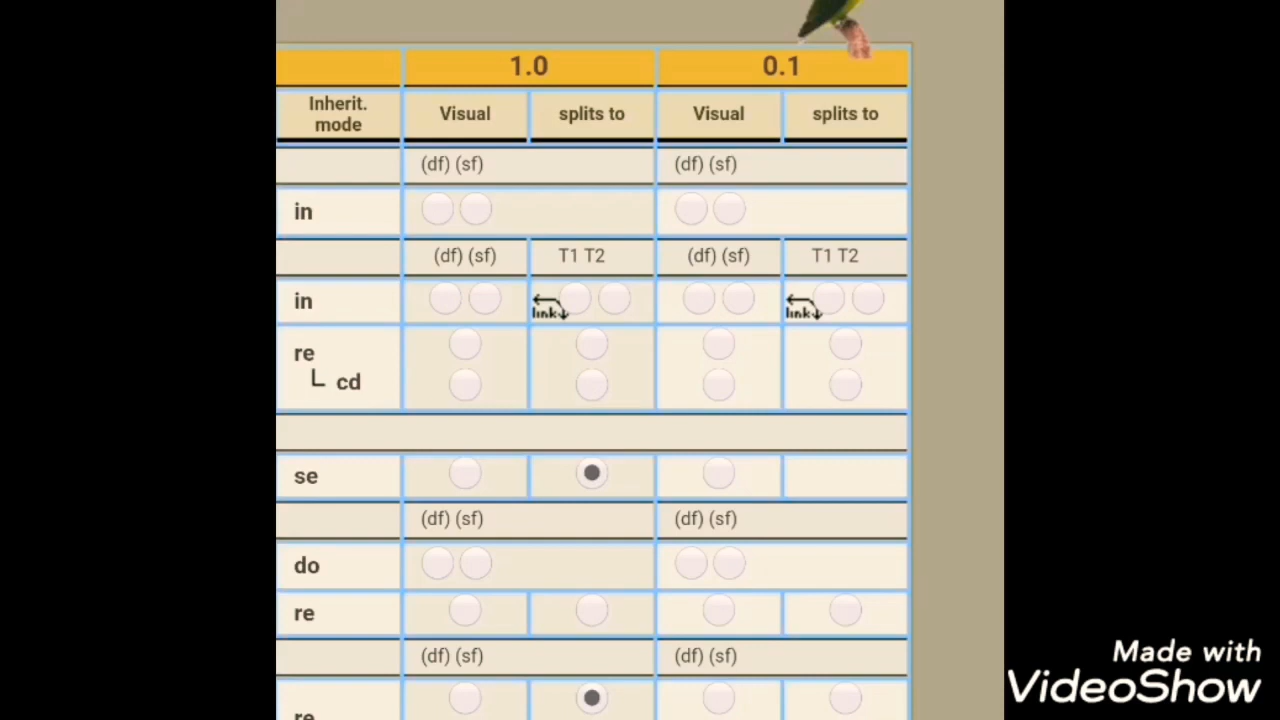 1.0 0.1
Inherit. mode Visual splits to Visual splits to
(df) (sf) (df) (sf)
in
(df) (sf) T1 T2 (df) (sf) T1 T2
in link link
re
cd
se
(df) (sf) (df) (sf)
do
re
(df) (sf) (df) (sf)
re
Made with
VideoShow